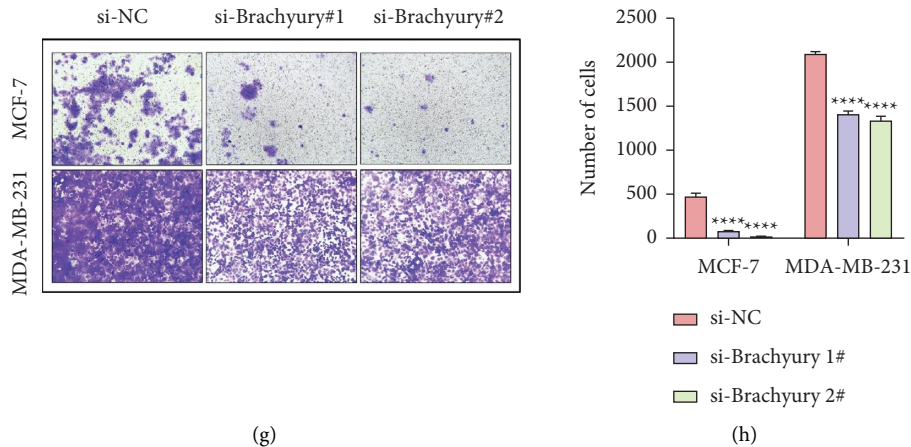 si-NC si-Brachyury#1 si-Brachyury#2
MCF-7
MDA-MB-231
(g)
Number of cells
2500
2000
1500
1000
500
0
**** ****
**** ****
MCF-7 MDA-MB-231
si-NC
si-Brachyury 1#
si-Brachyury 2#
(h)